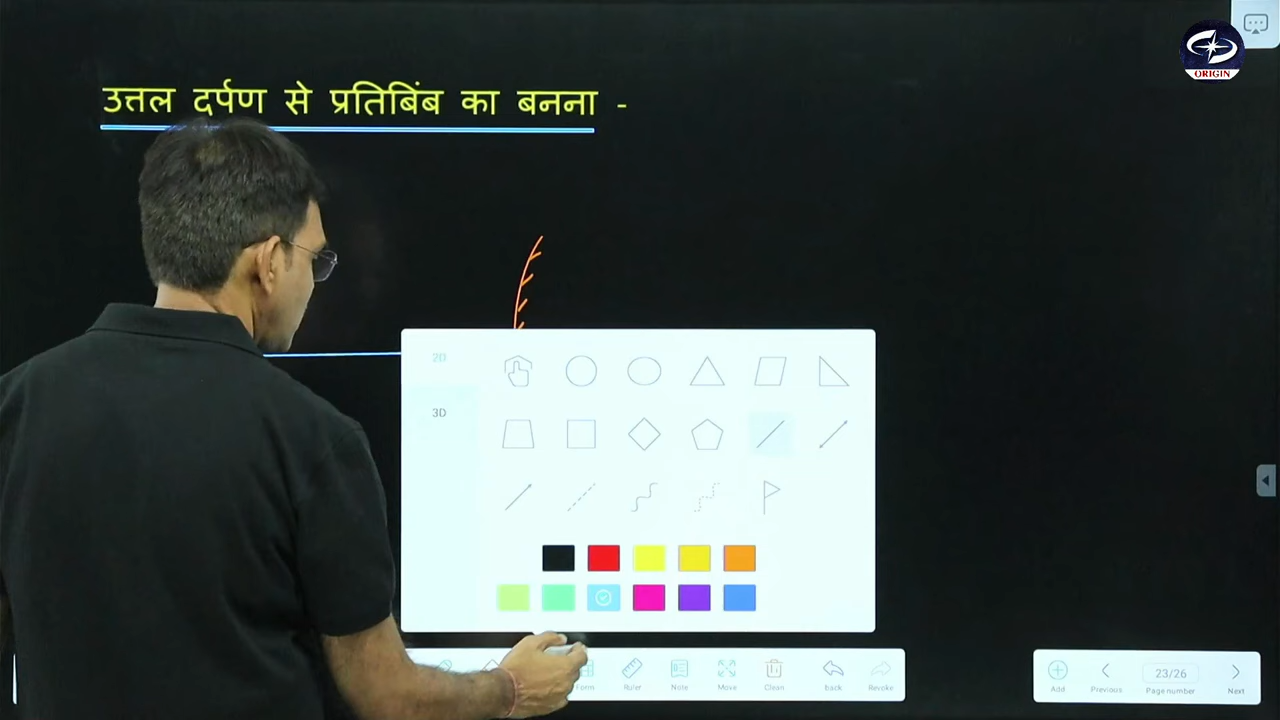 ORIGIN
उत्तल दर्पण से प्रतिबिंब का बनना -
2D
3D
Form Ruler Note Move Clean back Revoke
Add Previous 23/26 Page number Next